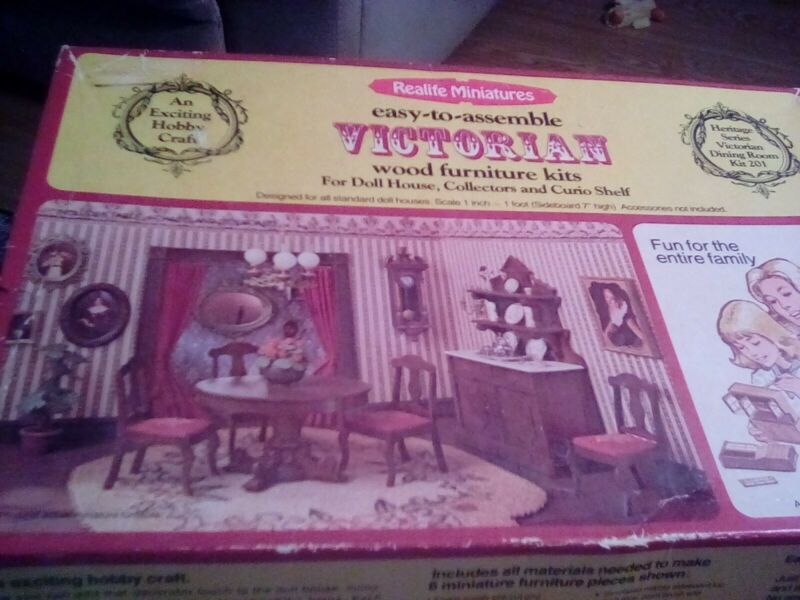 An
Exciting
Hobby
Craft
Realife Miatures
easy-to-assemble
VICTORIAN
wood furniture kits
For Doll House, Collectors and Curio Shelf
Designed for all standard doll houses. Scale 1 inch - 1 foot (Sideboard 7" high) Accessories not included.
Heritage
Series
Victorian
Dining Room
Kit 201
Fun for the
entire family
exciting hobby craft.
Includes all materials needed to make
6 miniature furniture pieces shown: